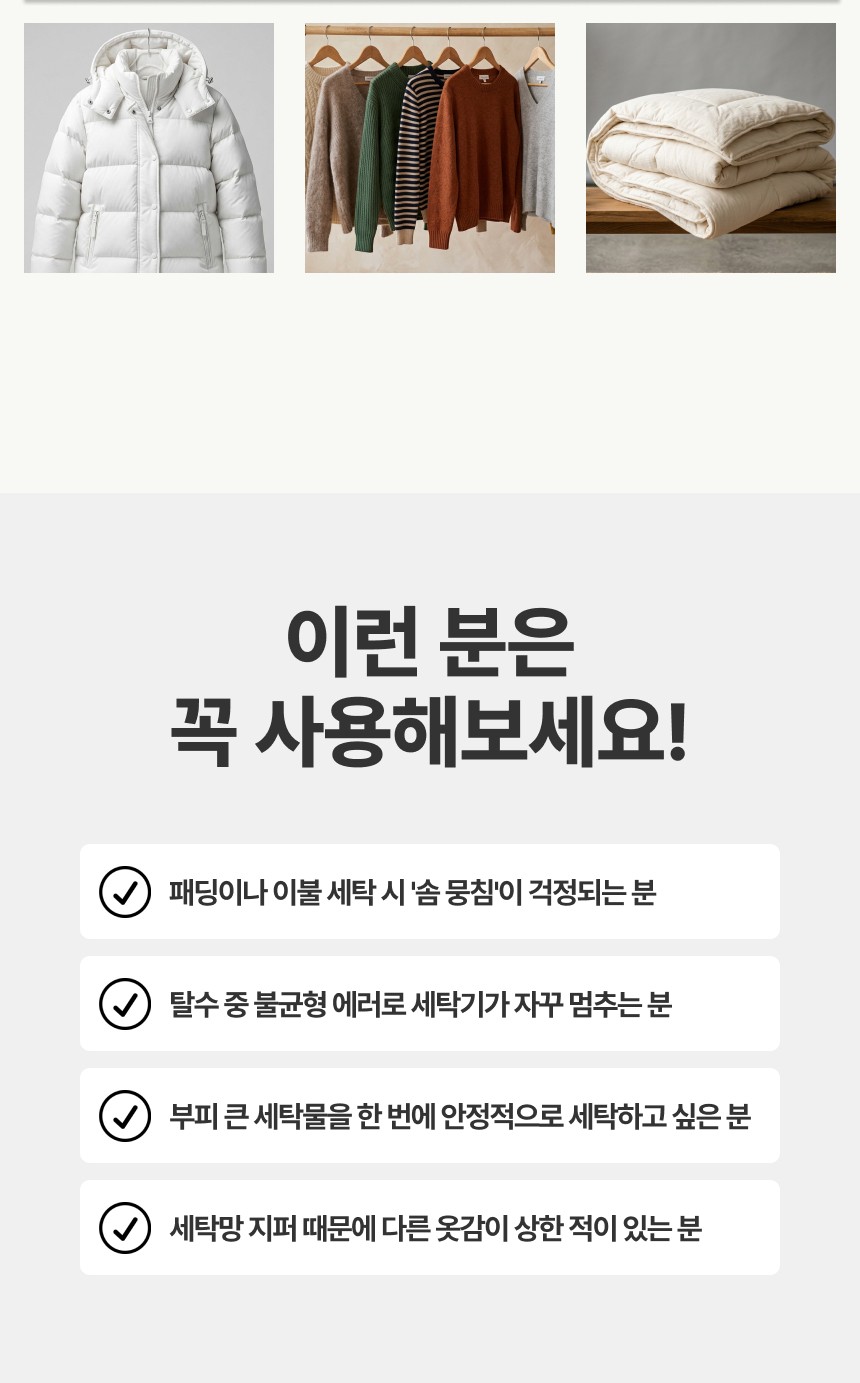 이런 분은
꼭 사용해보세요!
패딩이나 이불 세탁 시 '솜 뭉침'이 걱정되는 분
탈수 중 불균형 에러로 세탁기가 자꾸 멈추는 분
부피 큰 세탁물을 한 번에 안정적으로 세탁하고 싶은 분
세탁망 지퍼 때문에 다른 옷감이 상한 적이 있는 분